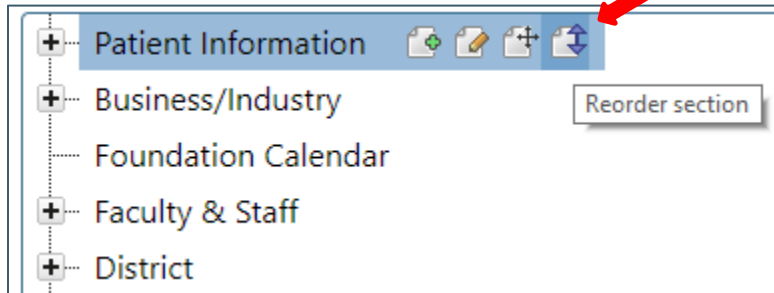 Patient Information
Business/Industry
Reorder section
Foundation Calendar
Faculty & Staff
District